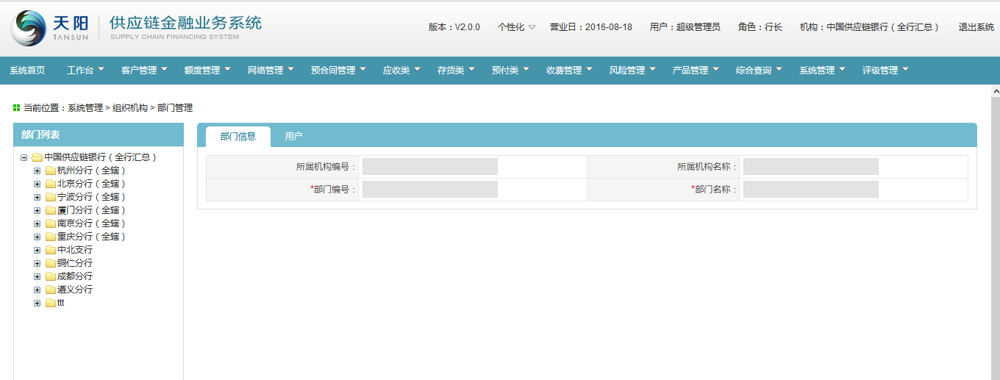 天阳 供应链金融业务系统
TANSUN SUPPLY CHAIN FINANCING SYSTEM
版本：V2.0.0 个性化 营业日：2016-08-18 用户：超级管理员 角色：行长 机构：中国供应链银行（全行汇总） 退出系统
系统首页 工作台 客户管理 额度管理 网络管理 预合同管理 应收类 存货类 预付类 收费管理 风险管理 产品管理 综合查询 系统管理 评级管理
当前位置：系统管理 > 组织机构 > 部门管理
部门列表
中国供应链银行（全行汇总）
杭州分行（全辖）
北京分行（全辖）
宁波分行（全辖）
厦门分行（全辖）
南京分行（全辖）
重庆分行（全辖）
中北支行
铜仁分行
成都分行
遵义分行
ttt
部门信息 用户
所属机构编号： 所属机构名称：
*部门编号： *部门名称：